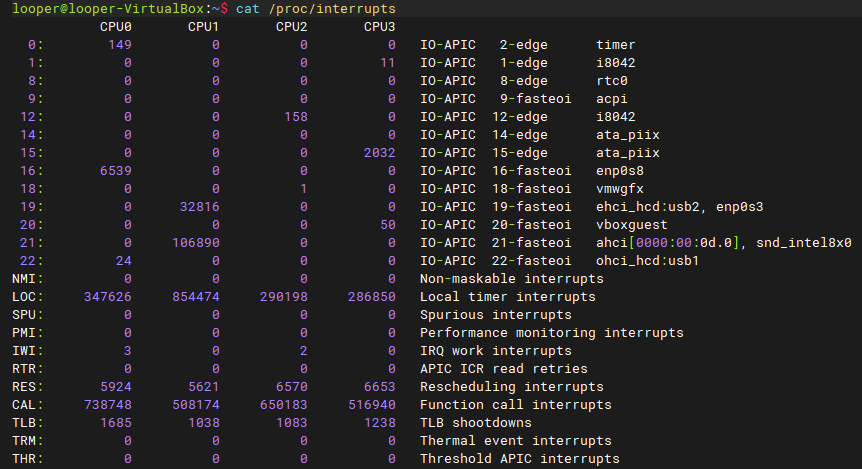 looper@looper-VirtualBox:~$ cat /proc/interrupts
CPU0 CPU1 CPU2 CPU3
0: 149 0 0 0 IO-APIC 2-edge timer
1: 0 0 0 11 IO-APIC 1-edge i8042
8: 0 0 0 0 IO-APIC 8-edge rtc0
9: 0 0 0 0 IO-APIC 9-fasteoi acpi
12: 0 0 158 0 IO-APIC 12-edge i8042
14: 0 0 0 0 IO-APIC 14-edge ata_piix
15: 0 0 0 2032 IO-APIC 15-edge ata_piix
16: 6539 0 0 0 IO-APIC 16-fasteoi enp0s8
18: 0 0 1 0 IO-APIC 18-fasteoi vmwgfx
19: 0 32816 0 0 IO-APIC 19-fasteoi ehci_hcd:usb2, enp0s3
20: 0 0 0 50 IO-APIC 20-fasteoi vboxguest
21: 0 106890 0 0 IO-APIC 21-fasteoi ahci[0000:00:0d.0], snd_intel8x0
22: 24 0 0 0 IO-APIC 22-fasteoi ohci_hcd:usb1
NMI: 0 0 0 0 Non-maskable interrupts
LOC: 347626 854474 290198 286850 Local timer interrupts
SPU: 0 0 0 0 Spurious interrupts
PMI: 0 0 0 0 Performance monitoring interrupts
IWI: 3 0 2 0 IRQ work interrupts
RTR: 0 0 0 0 APIC ICR read retries
RES: 5924 5621 6570 6653 Rescheduling interrupts
CAL: 738748 508174 650183 516940 Function call interrupts
TLB: 1685 1038 1083 1238 TLB shootdowns
TRM: 0 0 0 0 Thermal event interrupts
THR: 0 0 0 0 Threshold APIC interrupts